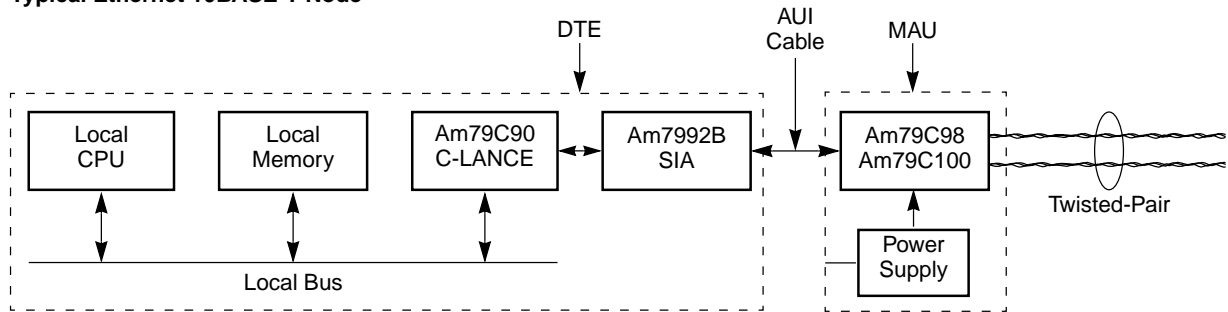 Typical Ethernet 10BASE-T Node
DTE
AUI
Cable
MAU
Local
CPU
Local
Memory
Am79C90
C-LANCE
Am7992B
SIA
Am79C98
Am79C100
Twisted-Pair
Power
Supply
Local Bus